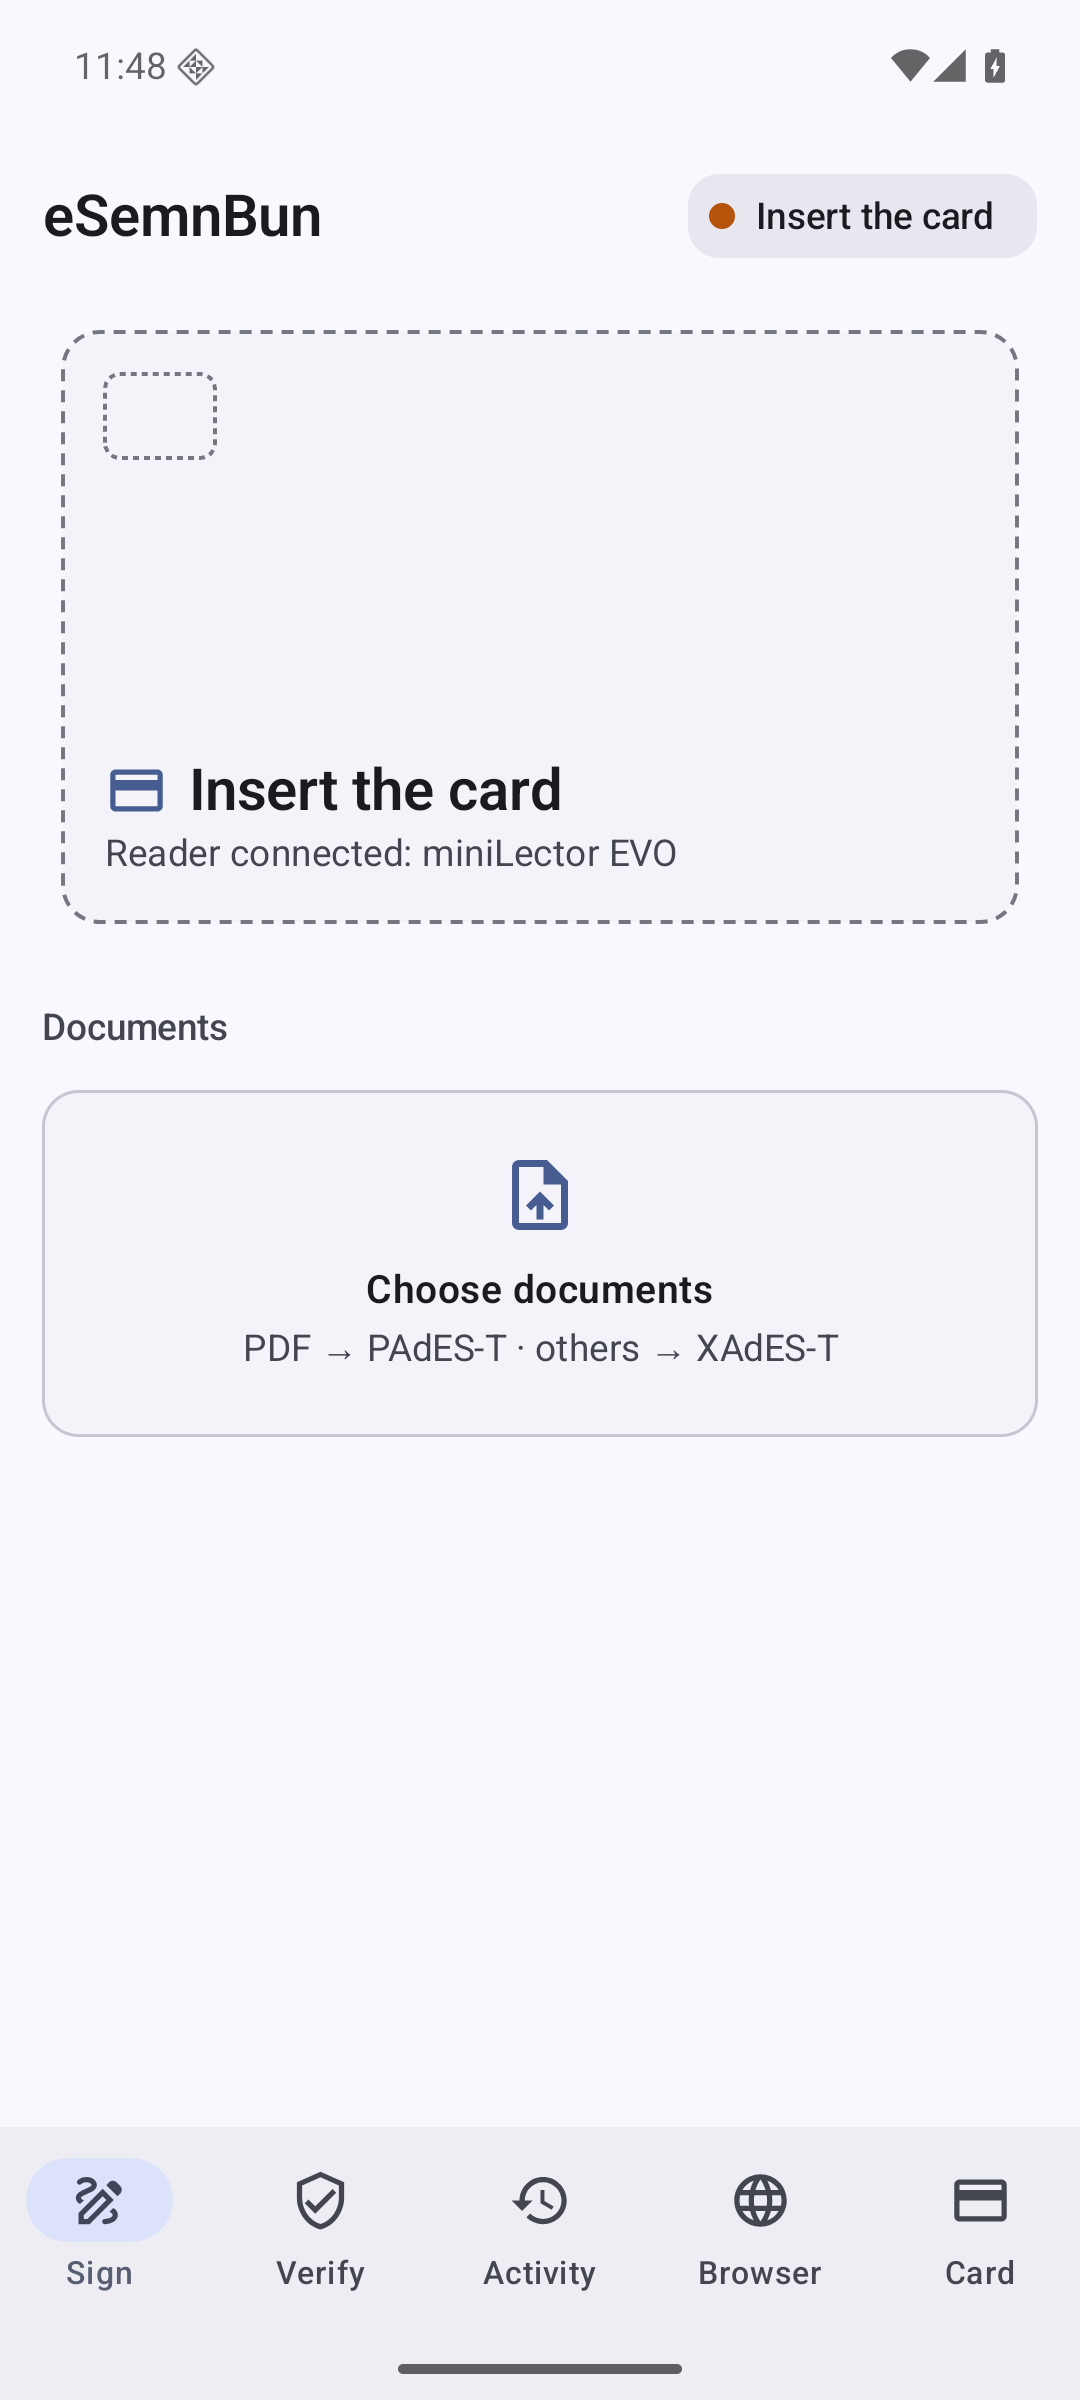 11:48
eSemnBun
Insert the card
Insert the card
Reader connected: miniLector EVO
Documents
Choose documents
PDF → PAdES-T · others → XAdES-T
Sign
Verify
Activity
Browser
Card